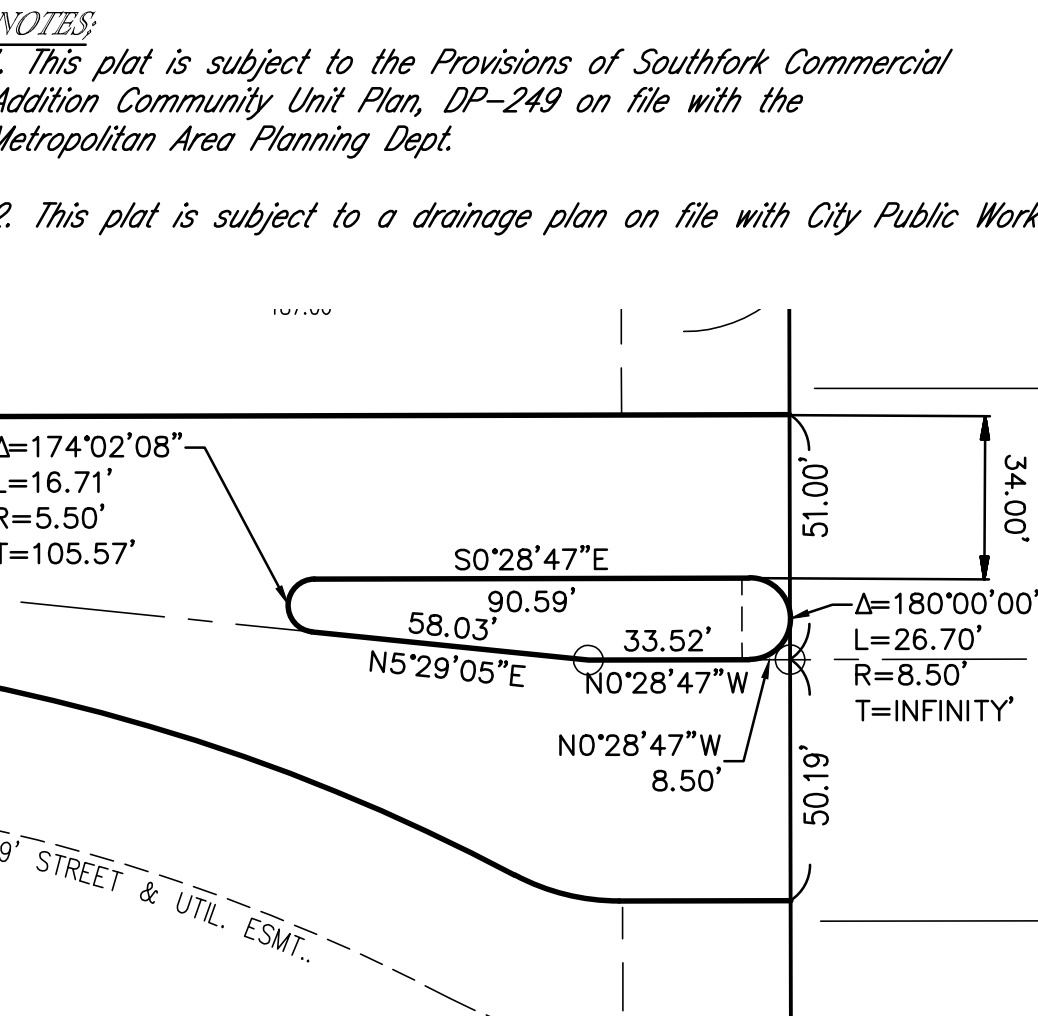 NOTES;
. This plat is subject to the Provisions of Southfork Commercial
Addition Community Unit Plan, DP-249 on file with the
Metropolitan Area Planning Dept.
2. This plat is subject to a drainage plan on file with City Public Work
Δ=174°02'08"
L=16.71'
R=5.50'
T=105.57'
51.00'
34.00'
S0°28'47"E
90.59'
58.03'
33.52'
N5°29'05"E
N0°28'47"W
Δ=180°00'00'
L=26.70'
R=8.50'
T=INFINITY'
N0°28'47"W
8.50'
50.19'
9' STREET & UTIL. ESMT..